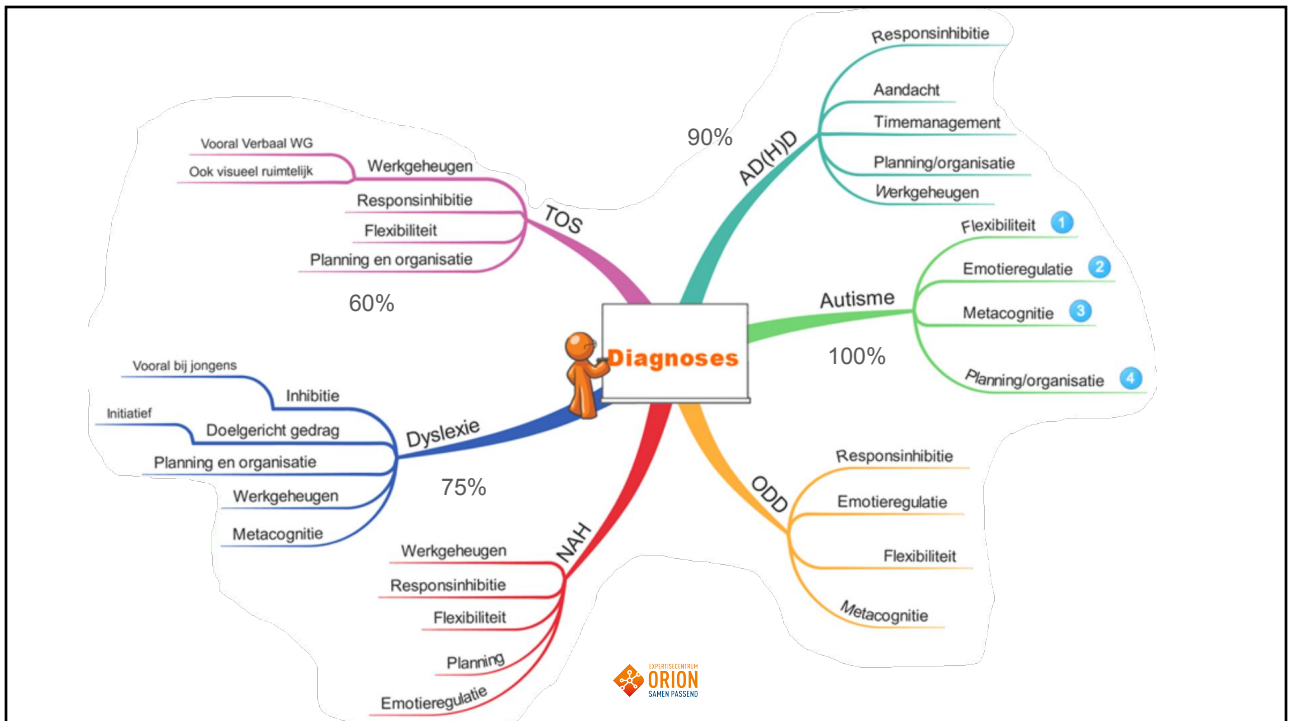 Diagnoses
AD(H)D
90%
Responsinhibitie
Aandacht
Timemanagement
Planning/organisatie
Werkgeheugen
Autisme
100%
Flexibiliteit 1
Emotieregulatie 2
Metacognitie 3
Planning/organisatie 4
ODD
Responsinhibitie
Emotieregulatie
Flexibiliteit
Metacognitie
NAH
Werkgeheugen
Responsinhibitie
Flexibiliteit
Planning
Emotieregulatie
Dyslexie
75%
Vooral bij jongens
Inhibitie
Initiatief
Doelgericht gedrag
Planning en organisatie
Werkgeheugen
Metacognitie
TOS
60%
Vooral Verbaal WG
Ook visueel ruimtelijk
Werkgeheugen
Responsinhibitie
Flexibiliteit
Planning en organisatie
EXPERTISECENTRUM
ORION
SAMEN PASSEND